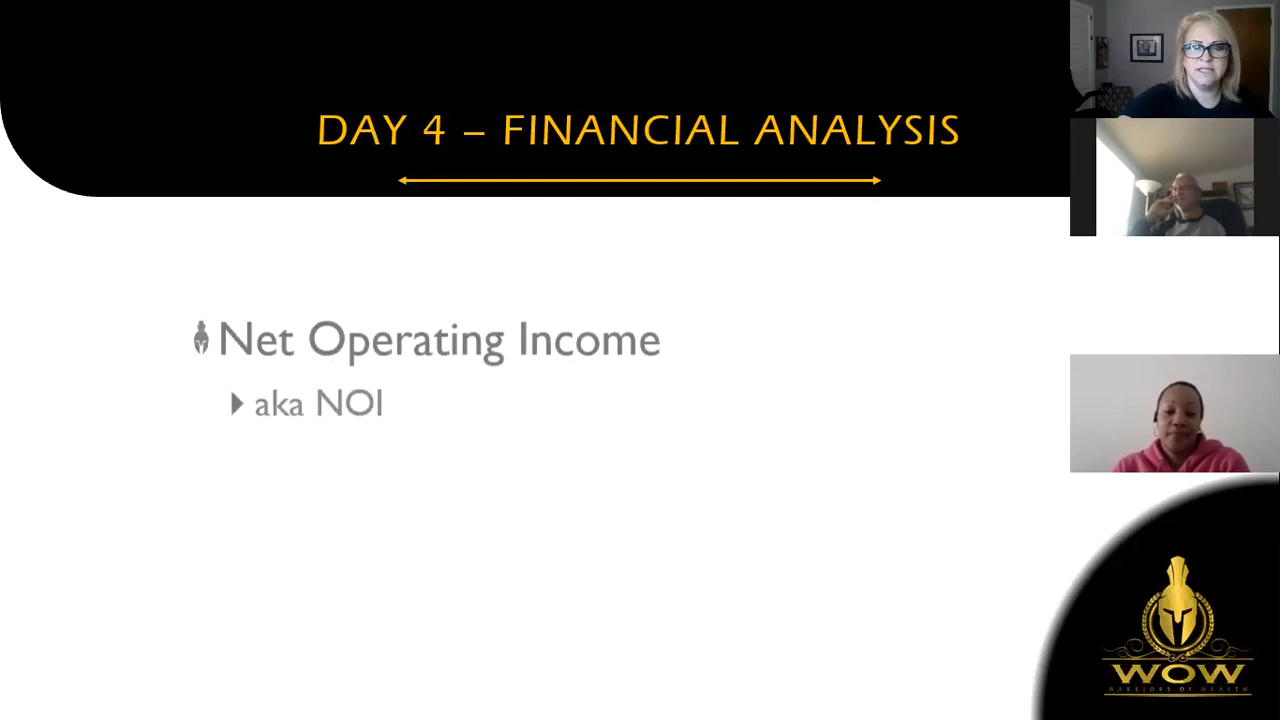 DAY 4 – FINANCIAL ANALYSIS
Net Operating Income
aka NOI
WOW
WARRIORS OF WEALTH